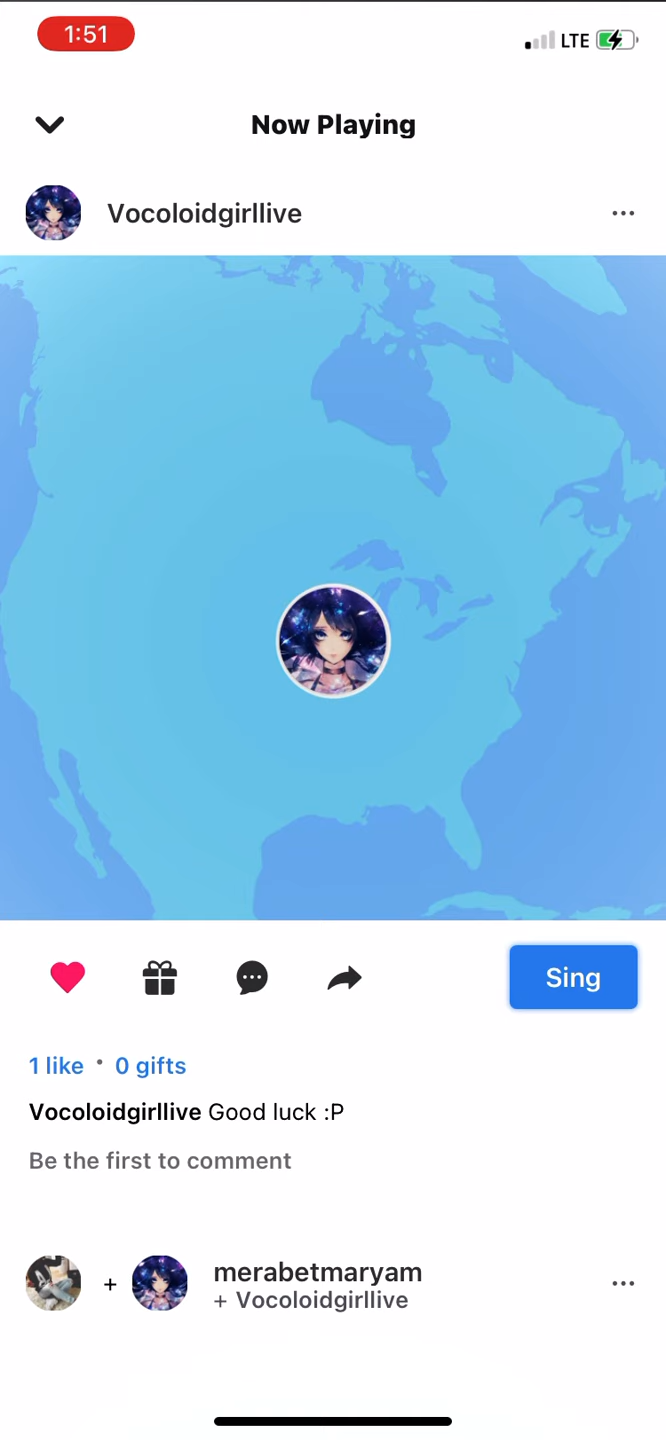 1:51
LTE
Now Playing
Vocoloidgirllive
Sing
1 like • 0 gifts
Vocoloidgirllive Good luck :P
Be the first to comment
+
merabetmaryam
+ Vocoloidgirllive